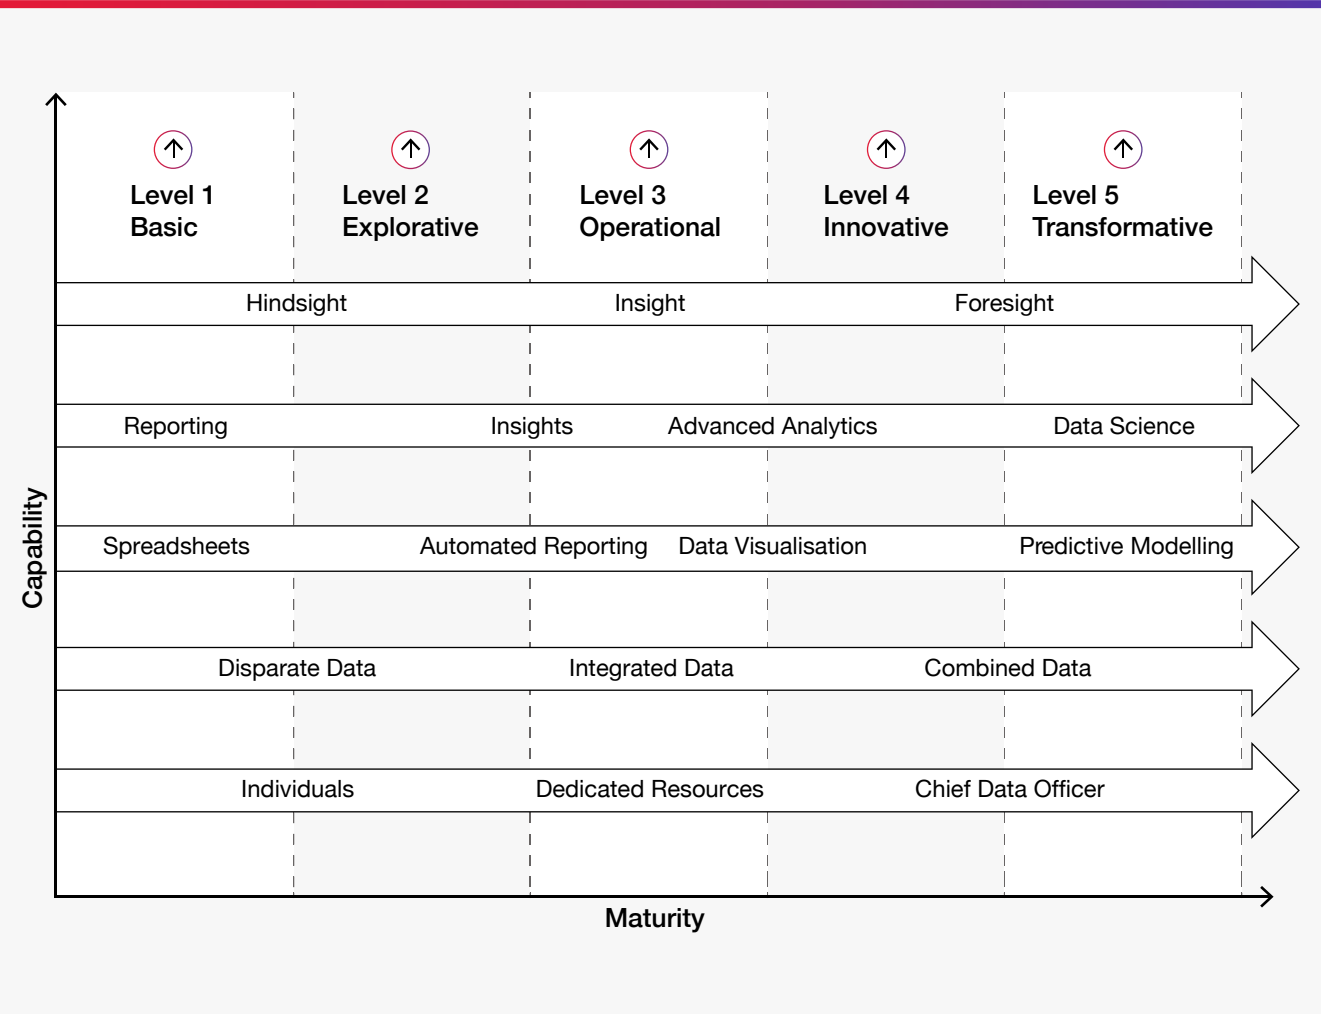 Level 1
Basic
Level 2
Explorative
Level 3
Operational
Level 4
Innovative
Level 5
Transformative
Hindsight Insight Foresight
Reporting Insights Advanced Analytics Data Science
Spreadsheets Automated Reporting Data Visualisation Predictive Modelling
Disparate Data Integrated Data Combined Data
Individuals Dedicated Resources Chief Data Officer
Capability
Maturity